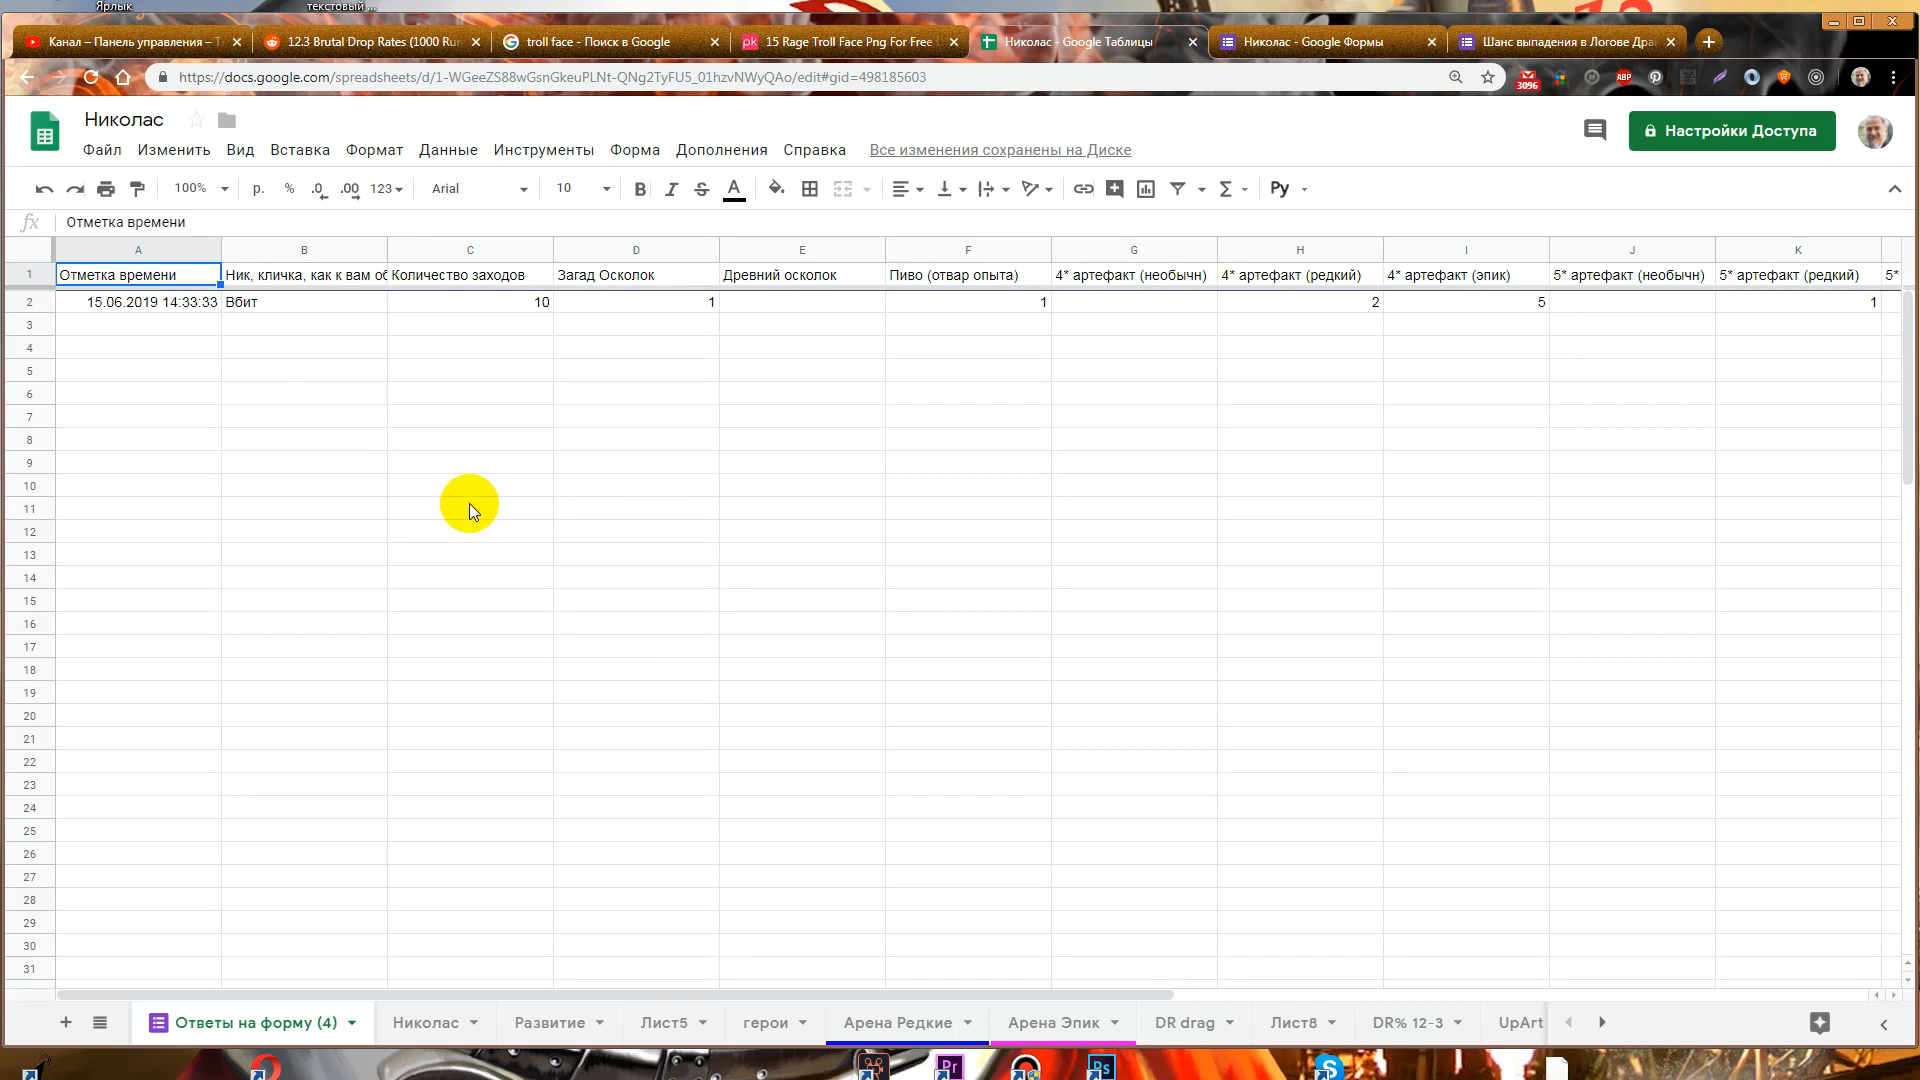 Ярлык
текстовый ...
Канал – Панель управления – T
12.3 Brutal Drop Rates (1000 Run
troll face - Поиск в Google
15 Rage Troll Face Png For Free
Николас - Google Таблицы
Николас - Google Формы
Шанс выпадения в Логове Дра
https://docs.google.com/spreadsheets/d/1-WGeeZS88wGsnGkeuPLNt-QNg2TyFU5_01hzvNWyQAo/edit#gid=498185603
3096
ABP
Николас
Файл Изменить Вид Вставка Формат Данные Инструменты Форма Дополнения Справка Все изменения сохранены на Диске
Настройки Доступа
100% р. % .0 .00 123 Arial 10 B I S A Σ Ру
fx Отметка времени
A B C D E F G H I J K
1 Отметка времени Ник, кличка, как к вам об Количество заходов Загад Осколок Древний осколок Пиво (отвар опыта) 4* артефакт (необычн) 4* артефакт (редкий) 4* артефакт (эпик) 5* артефакт (необычн) 5* артефакт (редкий) 5*
2 15.06.2019 14:33:33 Вбит 10 1 1 2 5 1
3
4
5
6
7
8
9
10
11
12
13
14
15
16
17
18
19
20
21
22
23
24
25
26
27
28
29
30
31
Ответы на форму (4) Николас Развитие Лист5 герои Арена Редкие Арена Эпик DR drag Лист8 DR% 12-3 UpArt
Pr Ps S